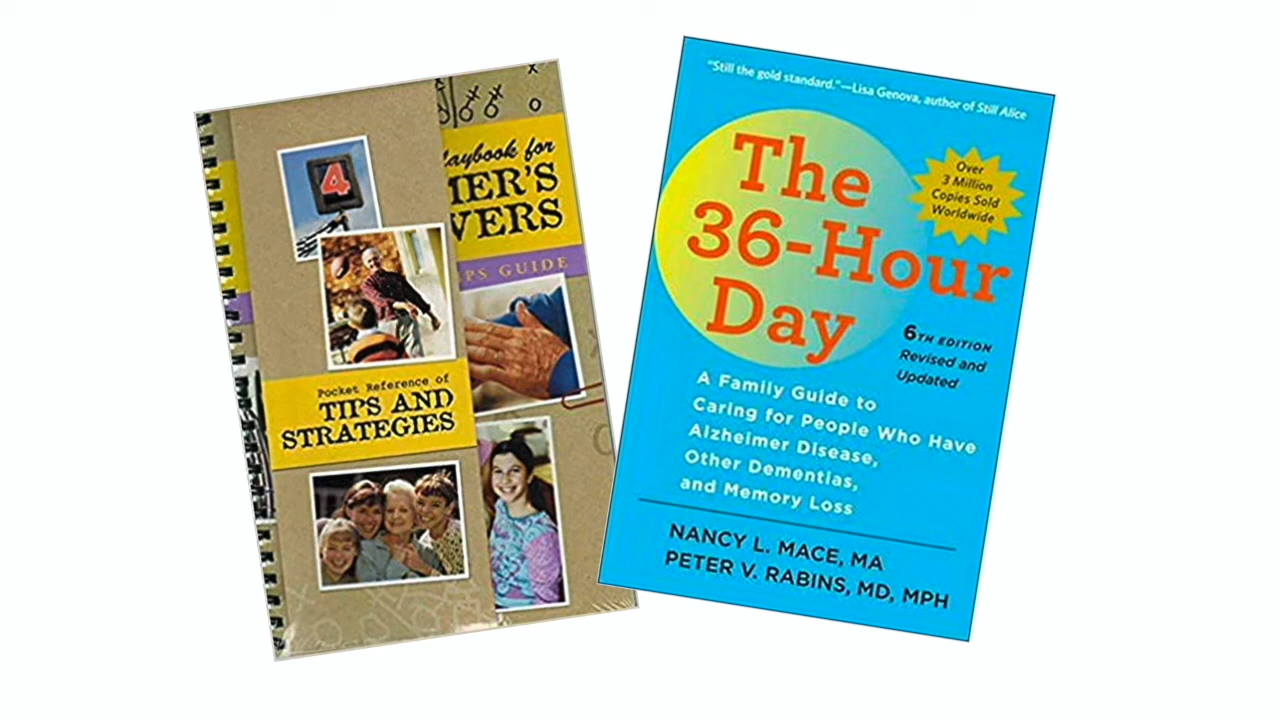 4
laybook for
MER'S
VERS
PS GUIDE
Pocket Reference of
TIPS AND
STRATEGIES
"Still the gold standard."—Lisa Genova, author of Still Alice
The
36-Hour
Day
Over
3 Million
Copies Sold
Worldwide
6TH EDITION
Revised and
Updated
A Family Guide to
Caring for People Who Have
Alzheimer Disease,
Other Dementias,
and Memory Loss
NANCY L. MACE, MA
PETER V. RABINS, MD, MPH